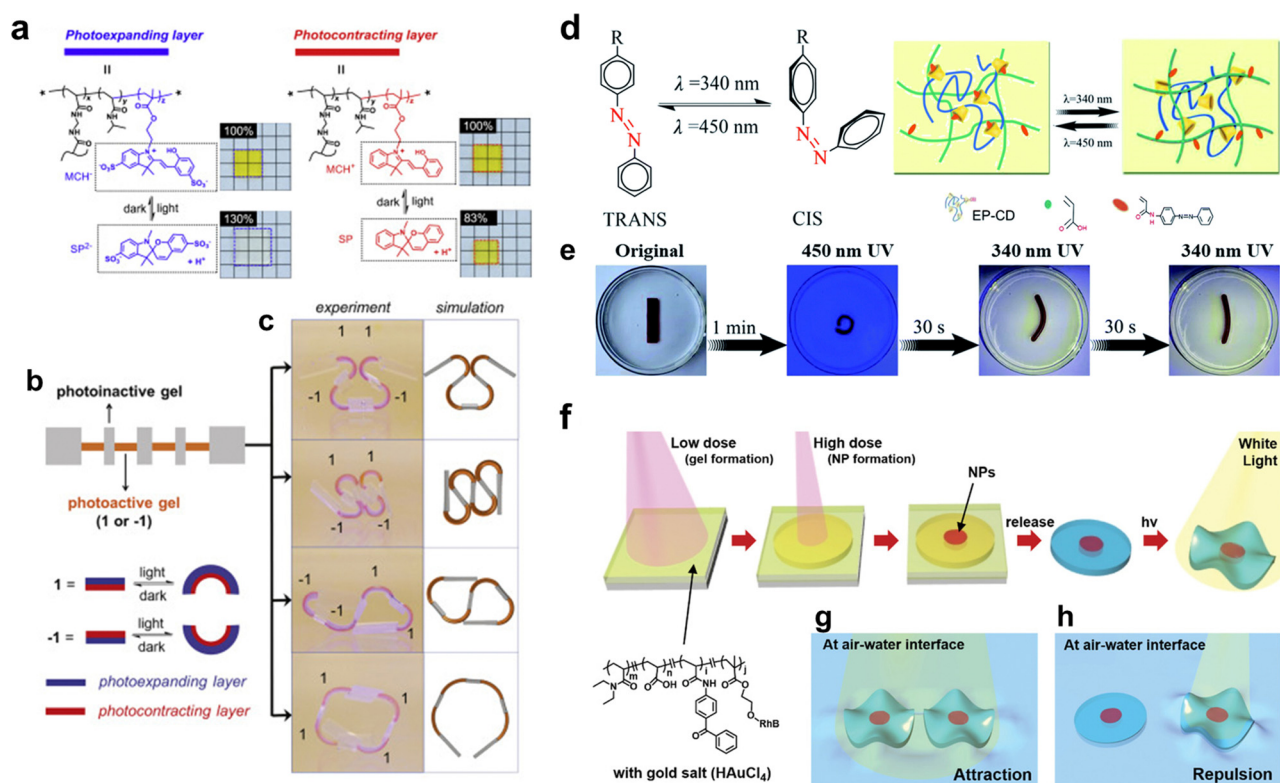 a
Photoexpanding layer
Photocontracting layer
=
=
100%
100%
MCH-
MCH+
dark light
dark light
130%
83%
SP2-
SP
+ H+
+ H+
b
photoinactive gel
photoactive gel
(1 or -1)
1 =
light
dark
-1 =
light
dark
photoexpanding layer
photocontracting layer
c
experiment
simulation
1 1
-1 -1
1 1
-1 -1
-1 1
-1 1
1 1
1 1
d
R
R
λ =340 nm
λ =450 nm
N
N
N
N
TRANS
CIS
λ=340 nm
λ=450 nm
EP-CD
e
Original
450 nm UV
340 nm UV
340 nm UV
1 min
30 s
30 s
f
Low dose
(gel formation)
High dose
(NP formation)
NPs
White
Light
release
hv
RhB
with gold salt (HAuCl4)
g
At air-water interface
Attraction
h
At air-water interface
Repulsion